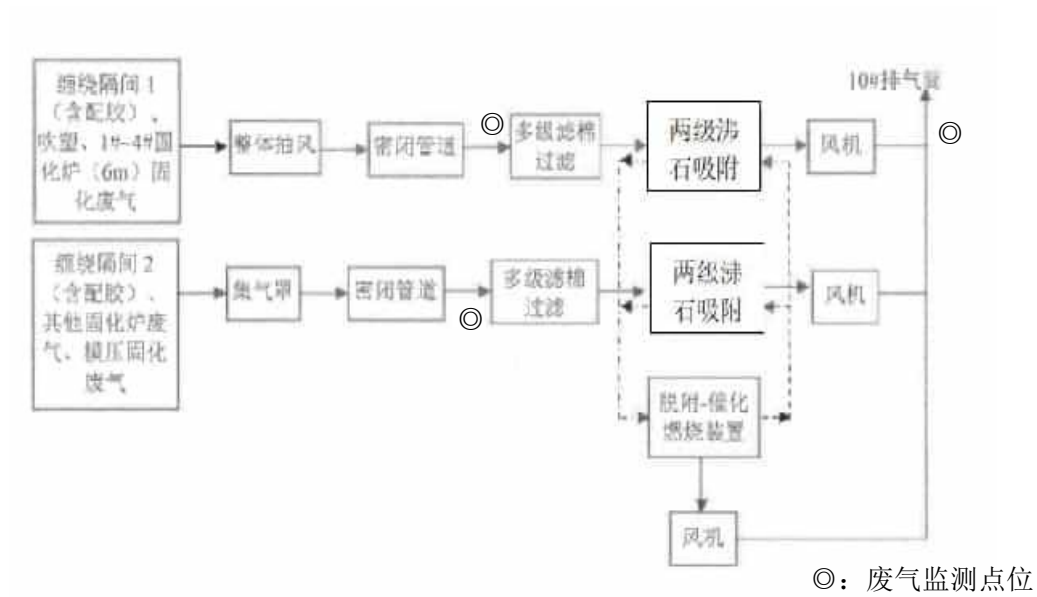 缠绕隔间1
（含配胶）、
吹塑、1#~4#固
化炉（6m）固
化废气
整体抽风
密闭管道
◎
多级滤棉
过滤
两级沸
石吸附
风机
10#排气筒
◎
缠绕隔间2
（含配胶）、
其他固化炉废
气、模压固化
废气
集气罩
密闭管道
◎
多级滤棉
过滤
两级沸
石吸附
风机
脱附-催化
燃烧装置
风机
◎：废气监测点位